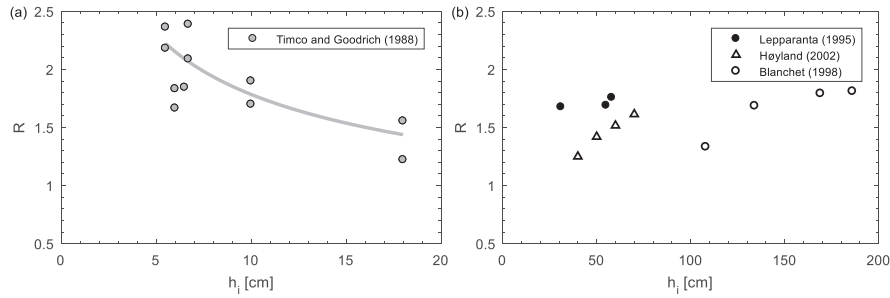 (a)
2.5
2
1.5
1
0.5
R
0
5
10
15
20
h_i [cm]
Timco and Goodrich (1988)
(b)
2.5
2
1.5
1
0.5
R
0
50
100
150
200
h_i [cm]
Lepparanta (1995)
Høyland (2002)
Blanchet (1998)